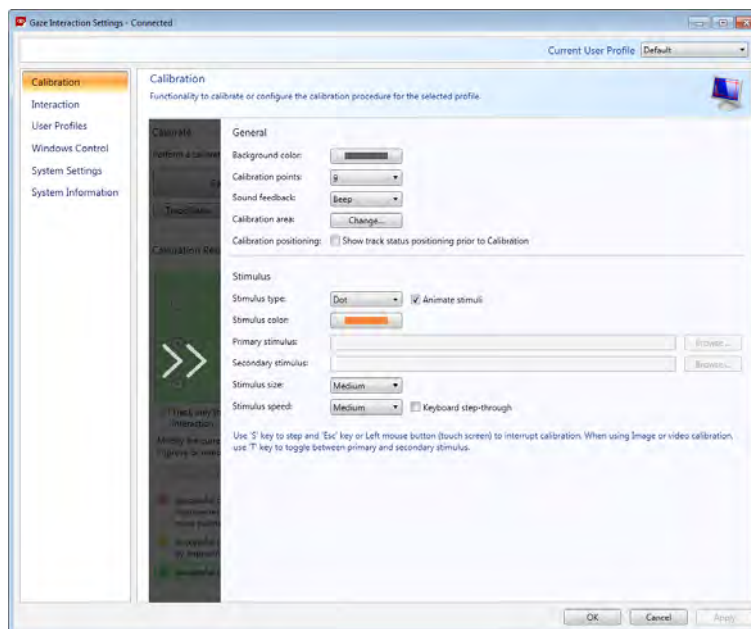 Gaze Interaction Settings - Connected
Current User Profile Default
Calibration
Interaction
User Profiles
Windows Control
System Settings
System Information
Calibration
Functionality to calibrate or configure the calibration procedure for the selected profile.
Calibrate
General
Background color:
Calibration points: 9
Sound feedback: Beep
Calibration area: Change...
Calibration positioning: Show track status positioning prior to Calibration
Stimulus
Stimulus type: Dot Animate stimuli
Stimulus color:
Primary stimulus: Browse...
Secondary stimulus: Browse...
Stimulus size: Medium
Stimulus speed: Medium Keyboard step-through
Use 'S' key to step and 'Esc' key or Left mouse button (touch screen) to interrupt calibration. When using Image or video calibration,
use 'T' key to toggle between primary and secondary stimulus.
OK Cancel Apply